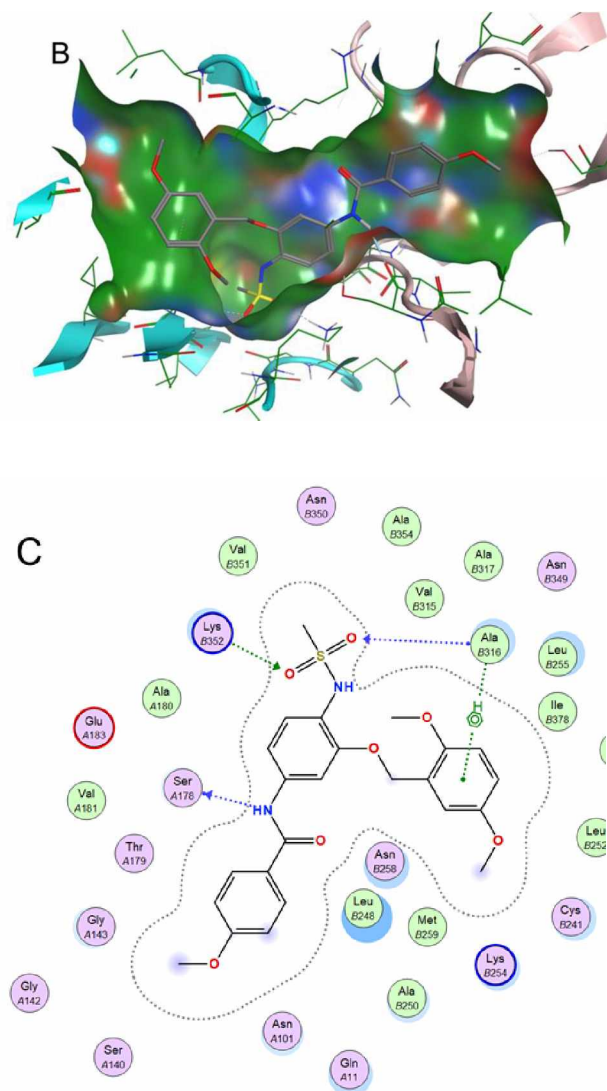 B
C
Asn
B350
Ala
B354
Val
B351
Ala
B317
Asn
B349
Val
B315
Lys
B352
Ala
B316
Leu
B255
Ala
A180
Ile
B378
Glu
A183
Ser
A178
Val
A181
Leu
B252
Thr
A179
Asn
B258
Leu
B248
Met
B259
Cys
B241
Gly
A143
Lys
B254
Gly
A142
Ala
B250
Asn
A101
Ser
A140
Gln
A11
O
S
O
NH
O
O
H
HN
O
O
O